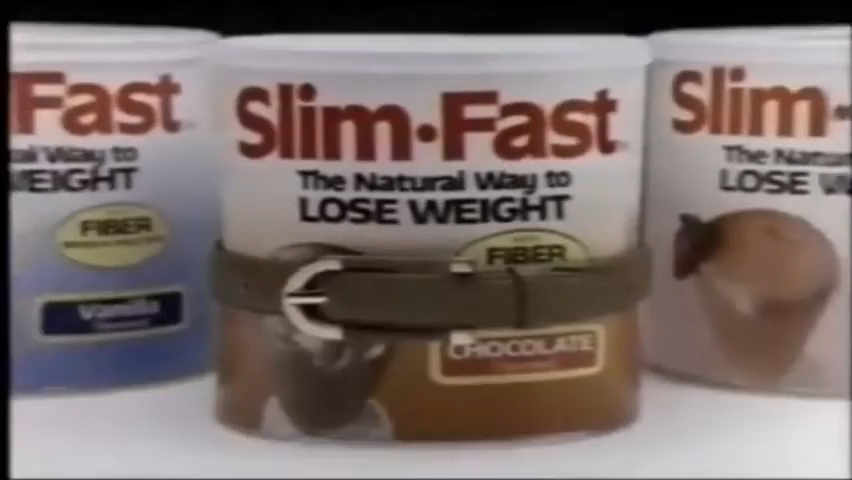 Fast
al Way to
WEIGHT
FIBER
Vanilla
Slim•Fast
The Natural Way to
LOSE WEIGHT
FIBER
CHOCOLATE
Slim•
The Natur
LOSE W